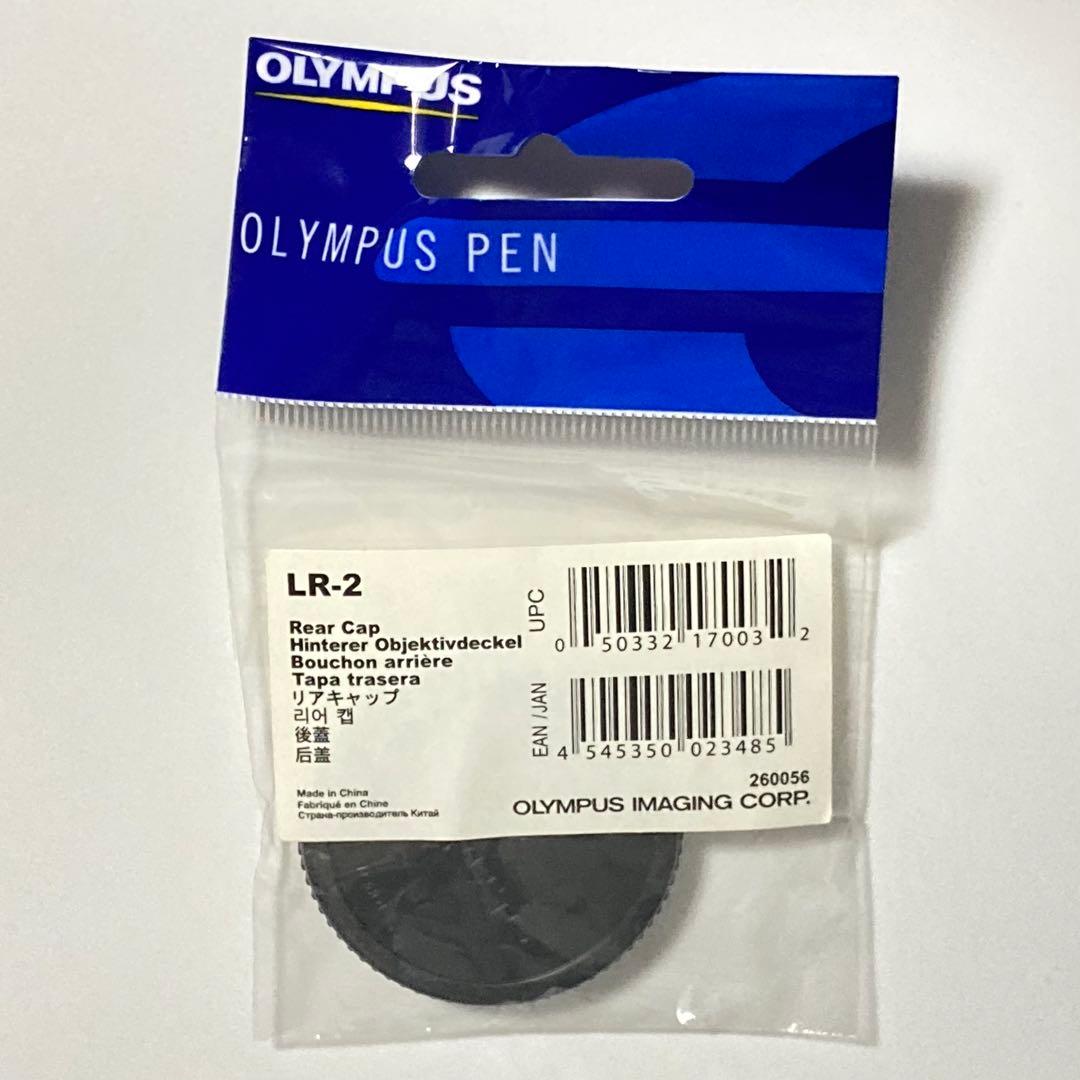 OLYMPUS
OLYMPUS PEN
LR-2
Rear Cap
Hinterer Objektivdeckel
Bouchon arrière
Tapa trasera
リアキャップ
리어 캡
後蓋
后盖
Made in China
Fabriqué en Chine
Страна-производитель Китай
UPC
0 50332 17003 2
EAN /JAN
4 545350 023485
260056
OLYMPUS IMAGING CORP.